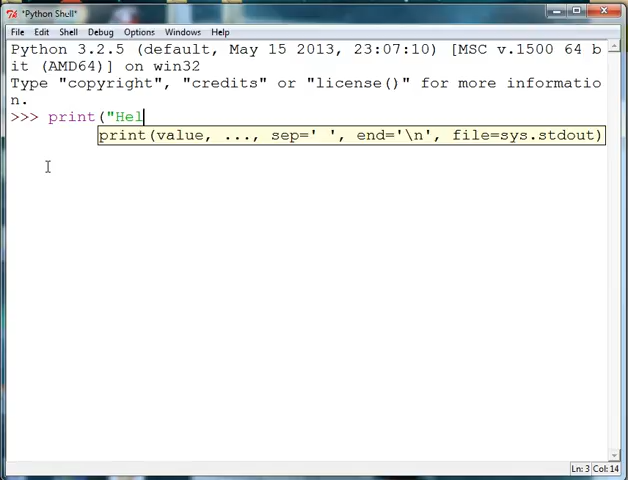 *Python Shell*
File Edit Shell Debug Options Windows Help
Python 3.2.5 (default, May 15 2013, 23:07:10) [MSC v.1500 64 b
it (AMD64)] on win32
Type "copyright", "credits" or "license()" for more informatio
n.
>>> print("Hel
print(value, ..., sep=' ', end='\n', file=sys.stdout)
Ln: 3 Col: 14